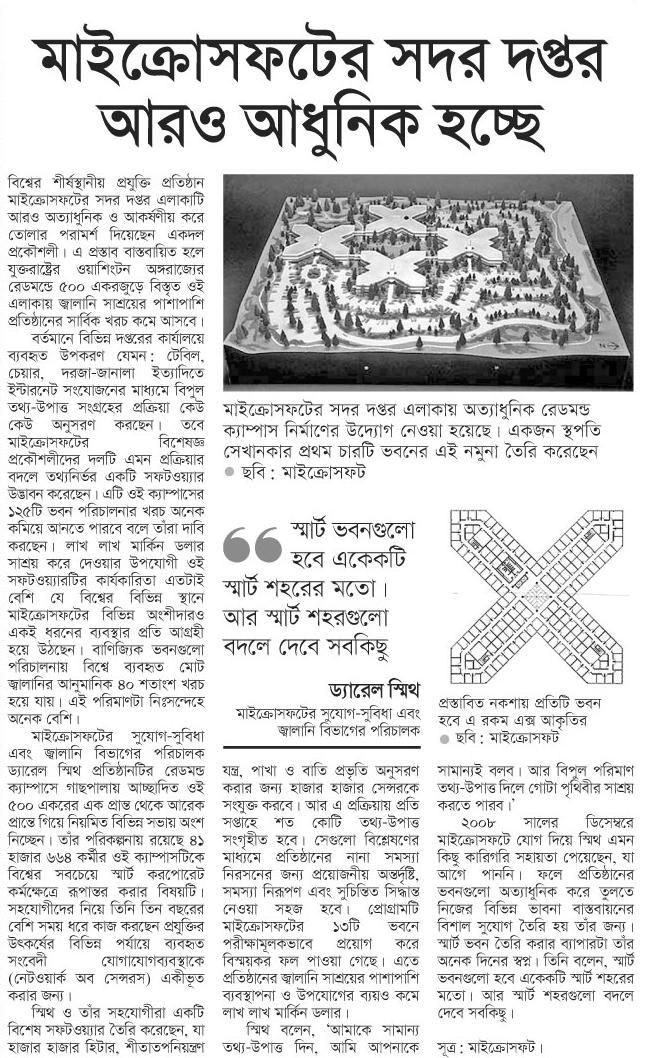 মাইক্রোসফটের সদর দপ্তর
আরও আধুনিক হচ্ছে
বিশ্বের শীর্ষস্থানীয় প্রযুক্তি প্রতিষ্ঠান
মাইক্রোসফটের সদর দপ্তর এলাকাটি
আরও অত্যাধুনিক ও আকর্ষণীয় করে
তোলার পরামর্শ দিয়েছেন একদল
প্রকৌশলী। এ প্রস্তাব বাস্তবায়িত হলে
যুক্তরাষ্ট্রের ওয়াশিংটন অঙ্গরাজ্যের
রেডমন্ডে ৫০০ একরজুড়ে বিস্তৃত ওই
এলাকায় জ্বালানি সাশ্রয়ের পাশাপাশি
প্রতিষ্ঠানের সার্বিক খরচ কমে আসবে।
বর্তমানে বিভিন্ন দপ্তরের কার্যালয়ে
ব্যবহৃত উপকরণ যেমন: টেবিল,
চেয়ার, দরজা-জানালা ইত্যাদিতে
ইন্টারনেট সংযোজনের মাধ্যমে বিপুল
তথ্য-উপাত্ত সংগ্রহের প্রক্রিয়া কেউ
কেউ অনুসরণ করছেন। তবে
মাইক্রোসফটের বিশেষজ্ঞ
প্রকৌশলীদের দলটি এমন প্রক্রিয়ার
বদলে তথ্যনির্ভর একটি সফটওয়্যার
উদ্ভাবন করেছেন। এটি ওই ক্যাম্পাসের
১২৫টি ভবন পরিচালনার খরচ অনেক
কমিয়ে আনতে পারবে বলে তাঁরা দাবি
করছেন। লাখ লাখ মার্কিন ডলার
সাশ্রয় করে দেওয়ার উপযোগী ওই
সফটওয়্যারটির কার্যকারিতা এতটাই
বেশি যে বিশ্বের বিভিন্ন স্থানে
মাইক্রোসফটের বিভিন্ন অংশীদারও
একই ধরনের ব্যবস্থার প্রতি আগ্রহী
হয়ে উঠছেন। বাণিজ্যিক ভবনগুলো
পরিচালনায় বিশ্বে ব্যবহৃত মোট
জ্বালানির আনুমানিক ৪০ শতাংশ খরচ
হয়ে যায়। এই পরিমাণটা নিঃসন্দেহে
অনেক বেশি।
মাইক্রোসফটের সুযোগ-সুবিধা
এবং জ্বালানি বিভাগের পরিচালক
ড্যারেল স্মিথ প্রতিষ্ঠানটির রেডমন্ড
ক্যাম্পাসে গাছপালায় আচ্ছাদিত ওই
৫০০ একরের এক প্রান্ত থেকে আরেক
প্রান্তে গিয়ে নিয়মিত বিভিন্ন সভায় অংশ
নিচ্ছেন। তাঁর পরিকল্পনায় রয়েছে ৪১
হাজার ৬৬৪ কর্মীর ওই ক্যাম্পাসটিকে
বিশ্বের সবচেয়ে স্মার্ট করপোরেট
কর্মক্ষেত্রে রূপান্তর করার বিষয়টি।
সহযোগীদের নিয়ে তিনি তিন বছরের
বেশি সময় ধরে কাজ করছেন প্রযুক্তির
উৎকর্ষের বিভিন্ন পর্যায়ে ব্যবহৃত
সংবেদী যোগাযোগব্যবস্থাকে
(নেটওয়ার্ক অব সেন্সরস) একীভূত
করার জন্য।
স্মিথ ও তাঁর সহযোগীরা একটি
বিশেষ সফটওয়্যার তৈরি করেছেন, যা
হাজার হাজার হিটার, শীতাতপনিয়ন্ত্রণ
মাইক্রোসফটের সদর দপ্তর এলাকায় অত্যাধুনিক রেডমন্ড
ক্যাম্পাস নির্মাণের উদ্যোগ নেওয়া হয়েছে। একজন স্থপতি
সেখানকার প্রথম চারটি ভবনের এই নমুনা তৈরি করেছেন
● ছবি: মাইক্রোসফট
“ স্মার্ট ভবনগুলো
হবে একেকটি
স্মার্ট শহরের মতো।
আর স্মার্ট শহরগুলো
বদলে দেবে সবকিছু
ড্যারেল স্মিথ
মাইক্রোসফটের সুযোগ-সুবিধা এবং
জ্বালানি বিভাগের পরিচালক
প্রস্তাবিত নকশায় প্রতিটি ভবন
হবে এ রকম এক্স আকৃতির
● ছবি: মাইক্রোসফট
যন্ত্র, পাখা ও বাতি প্রভৃতি অনুসরণ
করার জন্য হাজার হাজার সেন্সরকে
সংযুক্ত করবে। আর এ প্রক্রিয়ায় প্রতি
সপ্তাহে শত কোটি তথ্য-উপাত্ত
সংগৃহীত হবে। সেগুলো বিশ্লেষণের
মাধ্যমে প্রতিষ্ঠানের নানা সমস্যা
নিরসনের জন্য প্রয়োজনীয় অন্তর্দৃষ্টি,
সমস্যা নিরূপণ এবং সুচিন্তিত সিদ্ধান্ত
নেওয়া সহজ হবে। প্রোগ্রামটি
মাইক্রোসফটের ১৩টি ভবনে
পরীক্ষামূলকভাবে প্রয়োগ করে
বিস্ময়কর ফল পাওয়া গেছে। এতে
প্রতিষ্ঠানের জ্বালানি সাশ্রয়ের পাশাপাশি
ব্যবস্থাপনা ও উপযোগের ব্যয়ও কমে
লাখ লাখ মার্কিন ডলার।
স্মিথ বলেন, ‘আমাকে সামান্য
তথ্য-উপাত্ত দিন, আমি আপনাকে
সামান্যই বলব। আর বিপুল পরিমাণ
তথ্য-উপাত্ত দিলে গোটা পৃথিবীর সাশ্রয়
করতে পারব।’
২০০৮ সালের ডিসেম্বরে
মাইক্রোসফটে যোগ দিয়ে স্মিথ এমন
কিছু কারিগরি সহায়তা পেয়েছেন, যা
আগে পাননি। ফলে প্রতিষ্ঠানের
ভবনগুলো অত্যাধুনিক করে তুলতে
নিজের বিভিন্ন ভাবনা বাস্তবায়নের
বিশাল সুযোগ তৈরি হয় তাঁর জন্য।
স্মার্ট ভবন তৈরি করার ব্যাপারটা তাঁর
অনেক দিনের স্বপ্ন। তিনি বলেন, স্মার্ট
ভবনগুলো হবে একেকটি স্মার্ট শহরের
মতো। আর স্মার্ট শহরগুলো বদলে
দেবে সবকিছু।
সূত্র: মাইক্রোসফট।